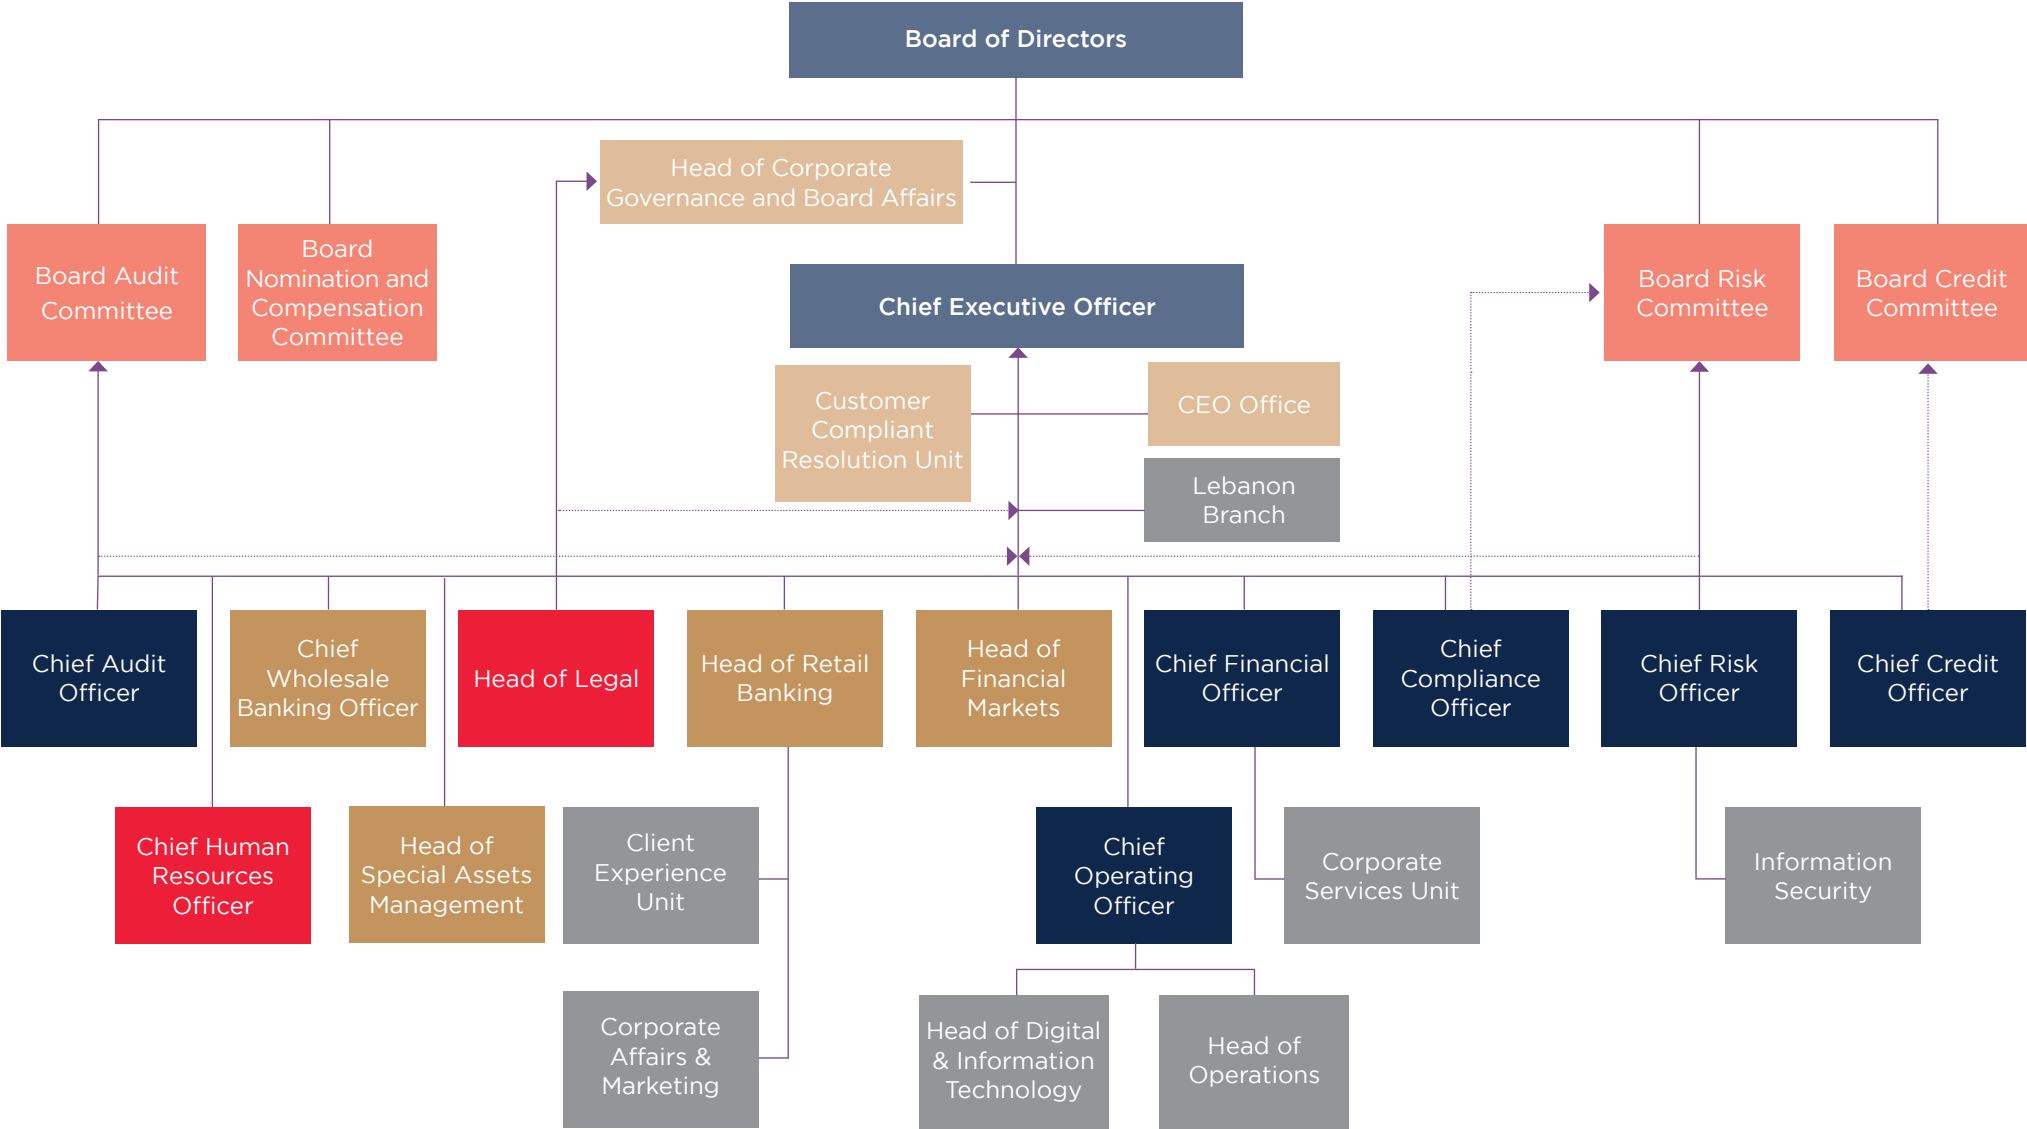 Board of Directors
Head of Corporate
Governance and Board Affairs
Board Audit
Committee
Board
Nomination and
Compensation
Committee
Chief Executive Officer
Board Risk
Committee
Board Credit
Committee
Customer
Compliant
Resolution Unit
CEO Office
Lebanon
Branch
Chief Audit
Officer
Chief
Wholesale
Banking Officer
Head of Legal
Head of Retail
Banking
Head of
Financial
Markets
Chief Financial
Officer
Chief
Compliance
Officer
Chief Risk
Officer
Chief Credit
Officer
Chief Human
Resources
Officer
Head of
Special Assets
Management
Client
Experience
Unit
Chief
Operating
Officer
Corporate
Services Unit
Information
Security
Corporate
Affairs &
Marketing
Head of Digital
& Information
Technology
Head of
Operations